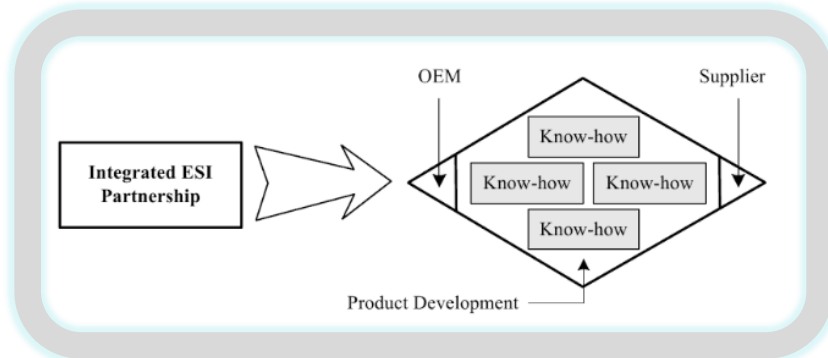 OEM
Supplier
Know-how
Integrated ESI
Partnership
Know-how
Know-how
Know-how
Product Development